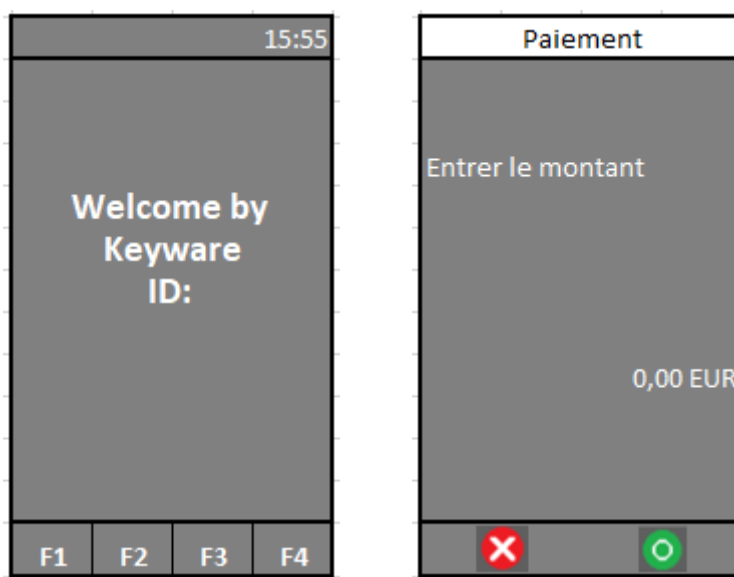 15:55
Welcome by
Keyware
ID:
F1 F2 F3 F4
Paiement
Entrer le montant
0,00 EUR